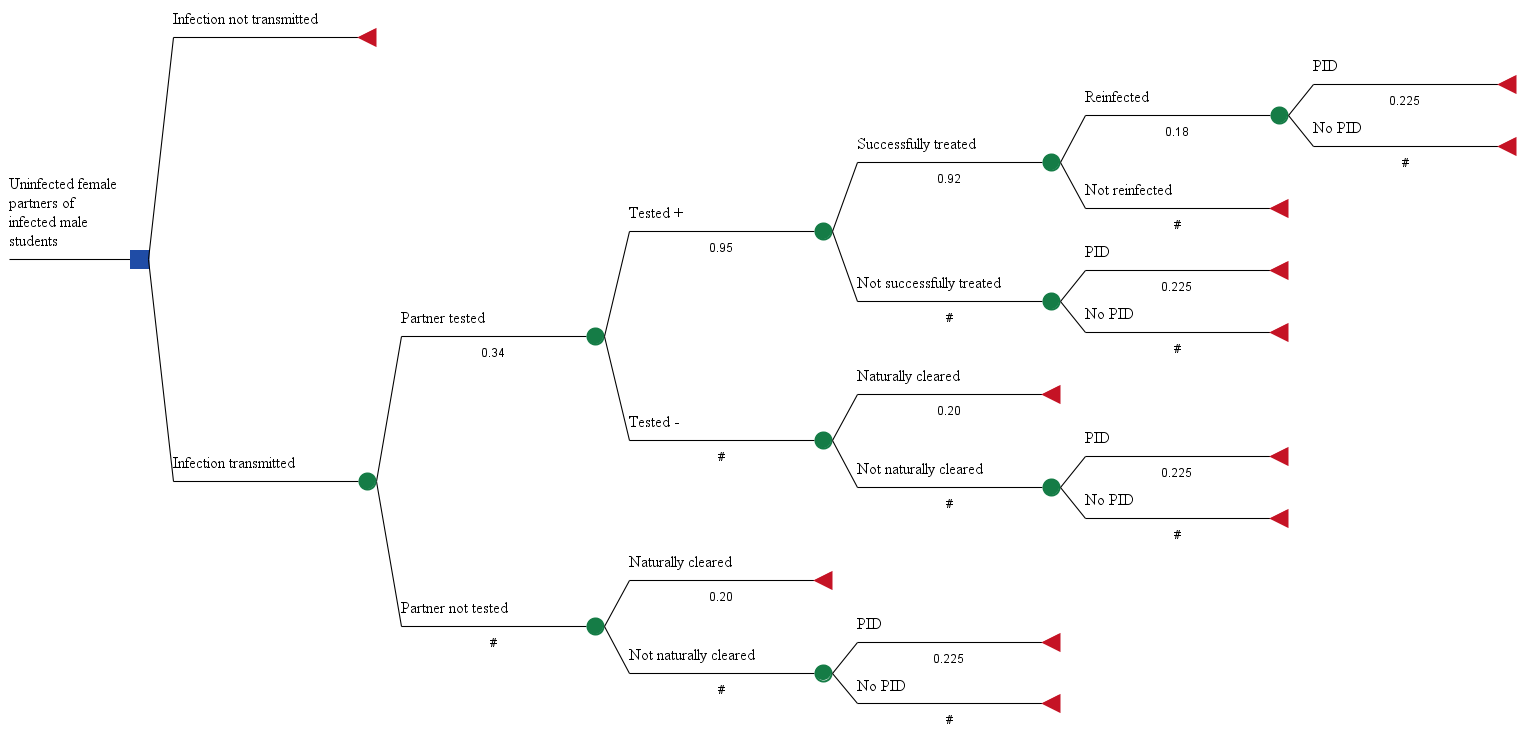 Infection not transmitted
Uninfected female
partners of
infected male
students
Infection transmitted
Partner tested
0.34
Tested +
0.95
Successfully treated
0.92
Reinfected
0.18
PID
0.225
No PID
#
Not reinfected
#
Not successfully treated
#
PID
0.225
No PID
#
Tested -
#
Naturally cleared
0.20
Not naturally cleared
#
PID
0.225
No PID
#
Partner not tested
#
Naturally cleared
0.20
Not naturally cleared
#
PID
0.225
No PID
#